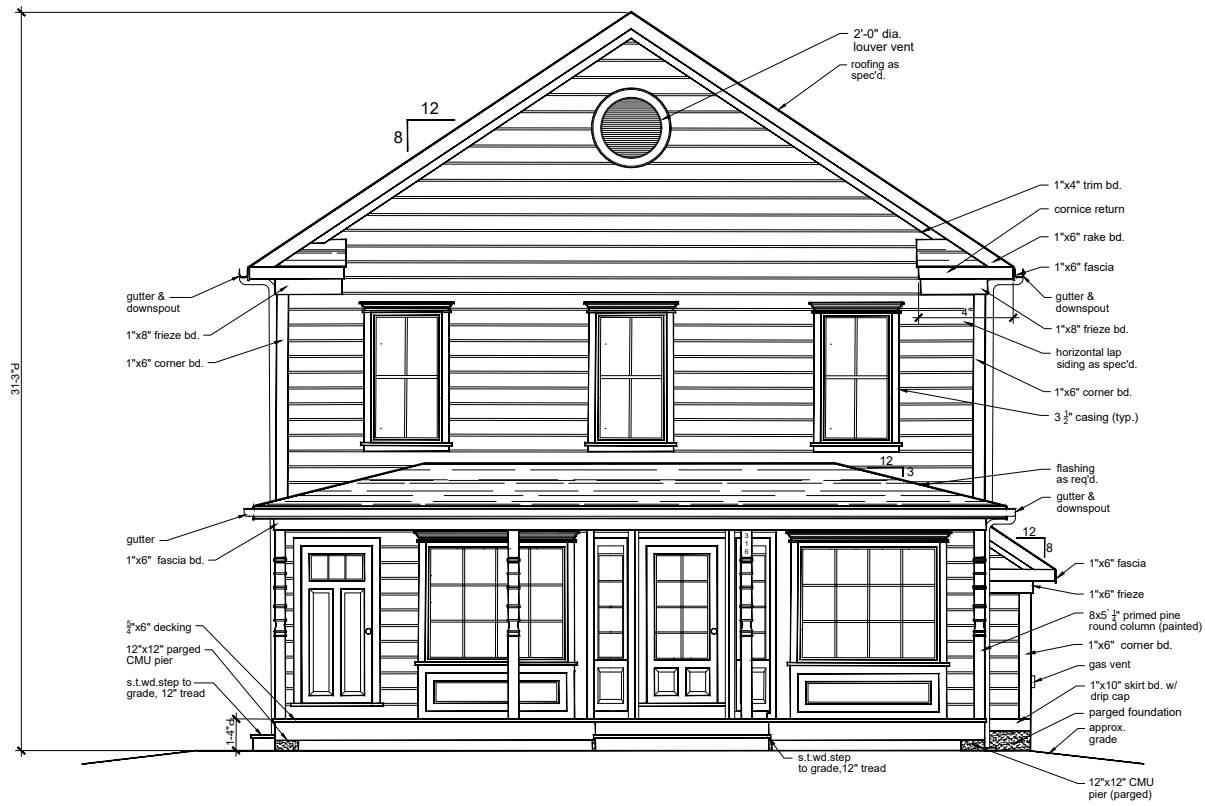 2'-0" dia.
louver vent
roofing as
spec'd.
12
8
1"x4" trim bd.
cornice return
1"x6" rake bd.
1"x6" fascia
gutter &
downspout
4"
1"x8" frieze bd.
horizontal lap
siding as spec'd.
1"x6" corner bd.
3 1/2" casing (typ.)
12
3
flashing
as req'd.
gutter &
downspout
12
8
1"x6" fascia
1"x6" frieze
8x5 1/4" primed pine
round column (painted)
1"x6" corner bd.
gas vent
1"x10" skirt bd. w/
drip cap
parged foundation
approx.
grade
12"x12" CMU
pier (parged)
s.t.wd.step
to grade,12" tread
gutter &
downspout
1"x8" frieze bd.
1"x6" corner bd.
31-3"
gutter
1"x6" fascia bd.
5/4"x6" decking
12"x12" parged
CMU pier
s.t.wd.step to
grade, 12" tread
1-4"
3
1
6